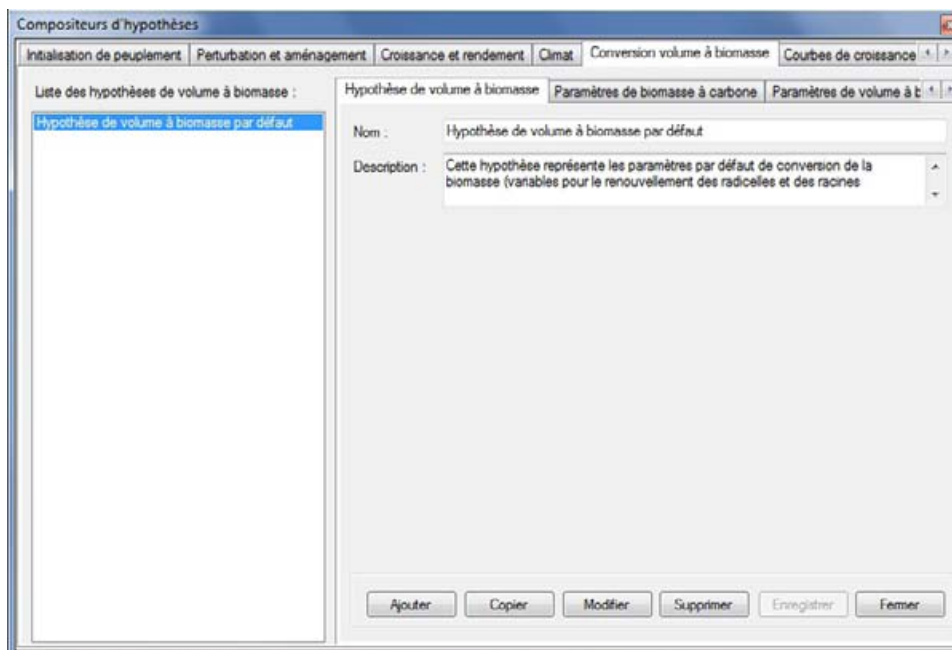 Compositeurs d'hypothèses
Initialisation de peuplement Perturbation et aménagement Croissance et rendement Climat Conversion volume à biomasse Courbes de croissance
Liste des hypothèses de volume à biomasse :
Hypothèse de volume à biomasse par défaut
Hypothèse de volume à biomasse Paramètres de biomasse à carbone Paramètres de volume à b
Nom : Hypothèse de volume à biomasse par défaut
Description : Cette hypothèse représente les paramètres par défaut de conversion de la
biomasse (variables pour le renouvellement des radicelles et des racines
Ajouter Copier Modifier Supprimer Enregistrer Fermer